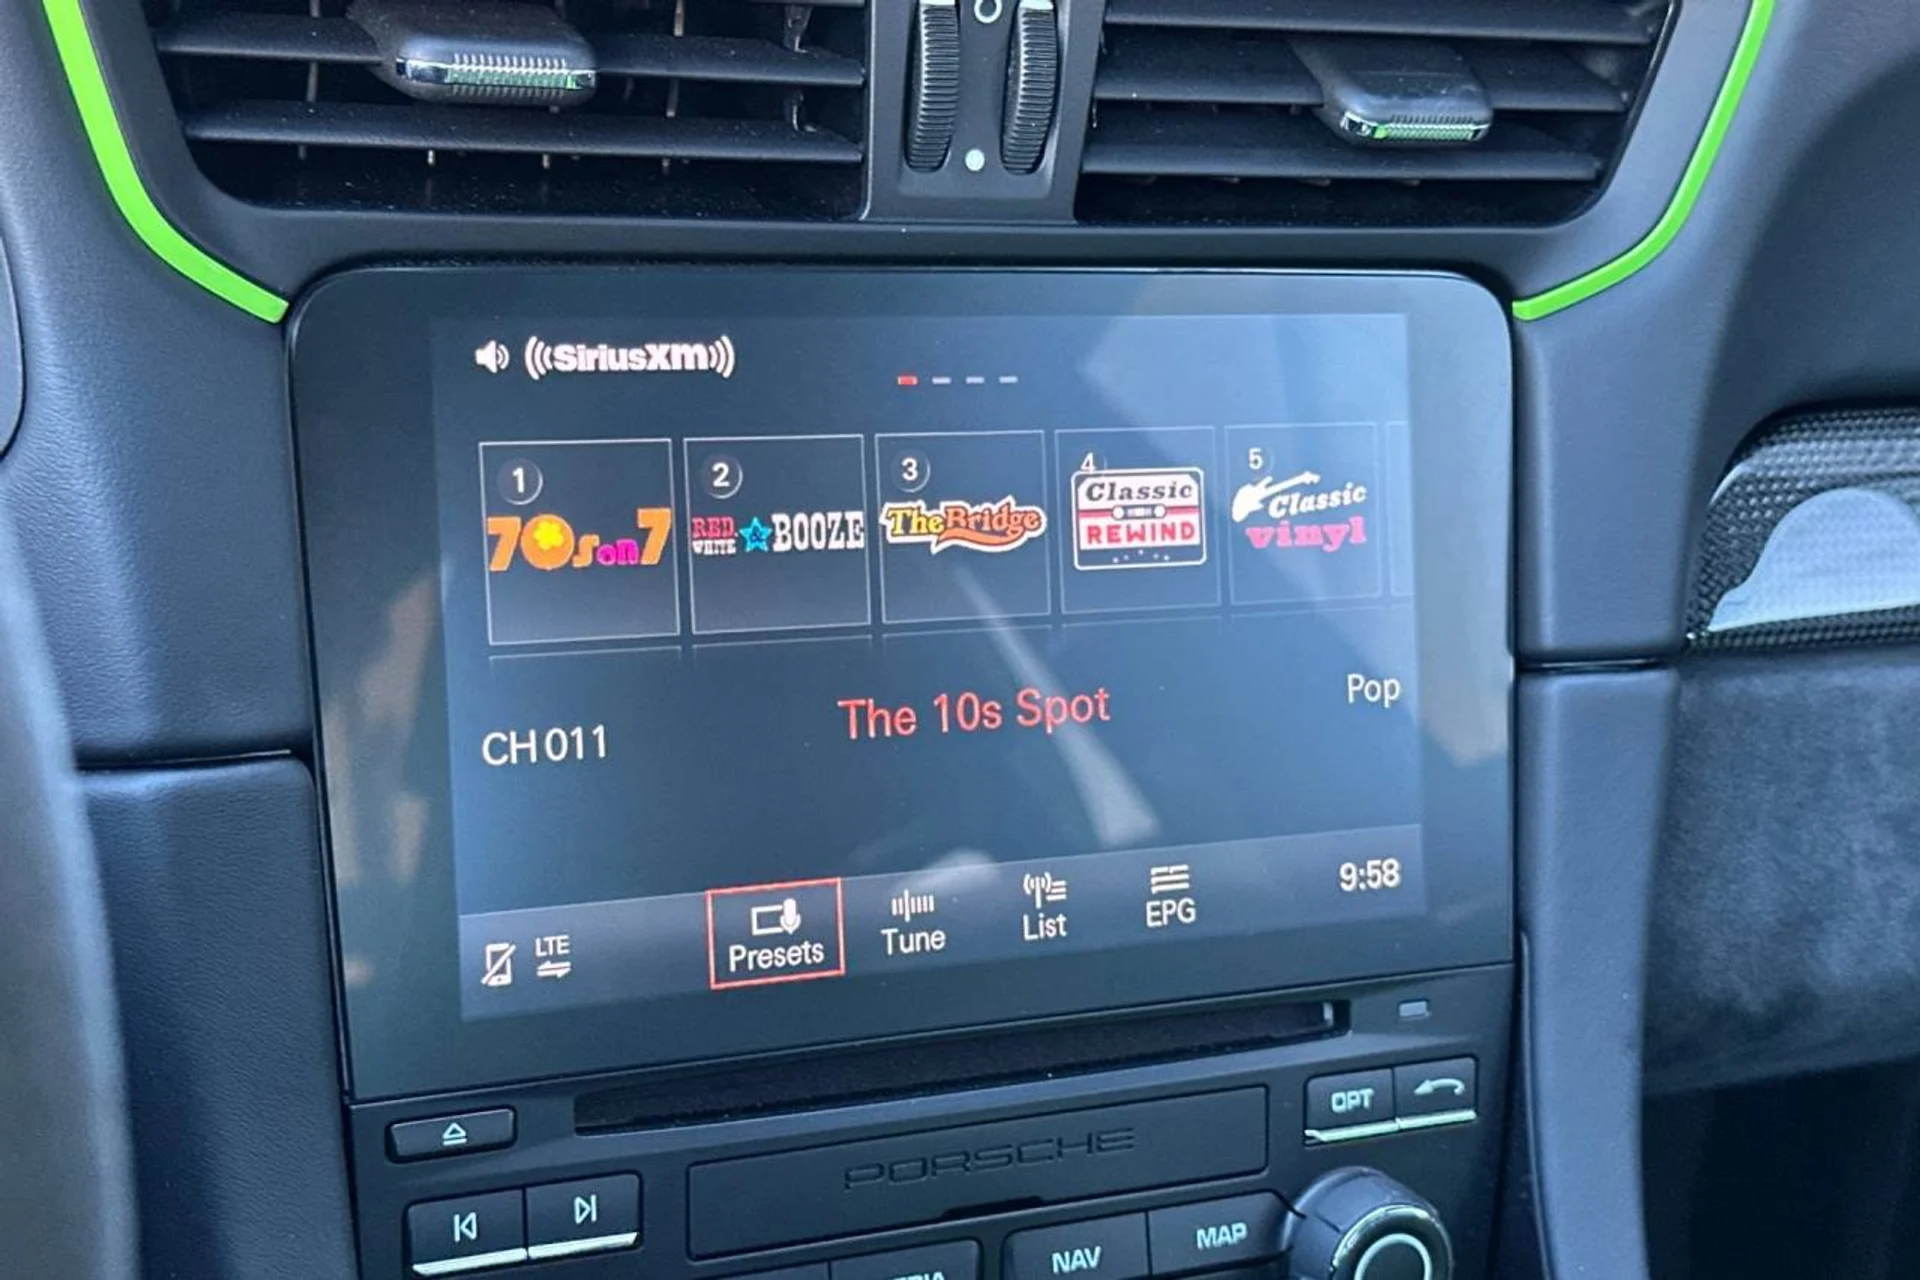 SiriusXM
1
2
3
4
5
70s on 7
RED, WHITE & BOOZE
The Bridge
Classic
REWIND
Classic
vinyl
CH 011
The 10s Spot
Pop
LTE
Presets
Tune
List
EPG
9:58
OPT
PORSCHE
NAV
MAP